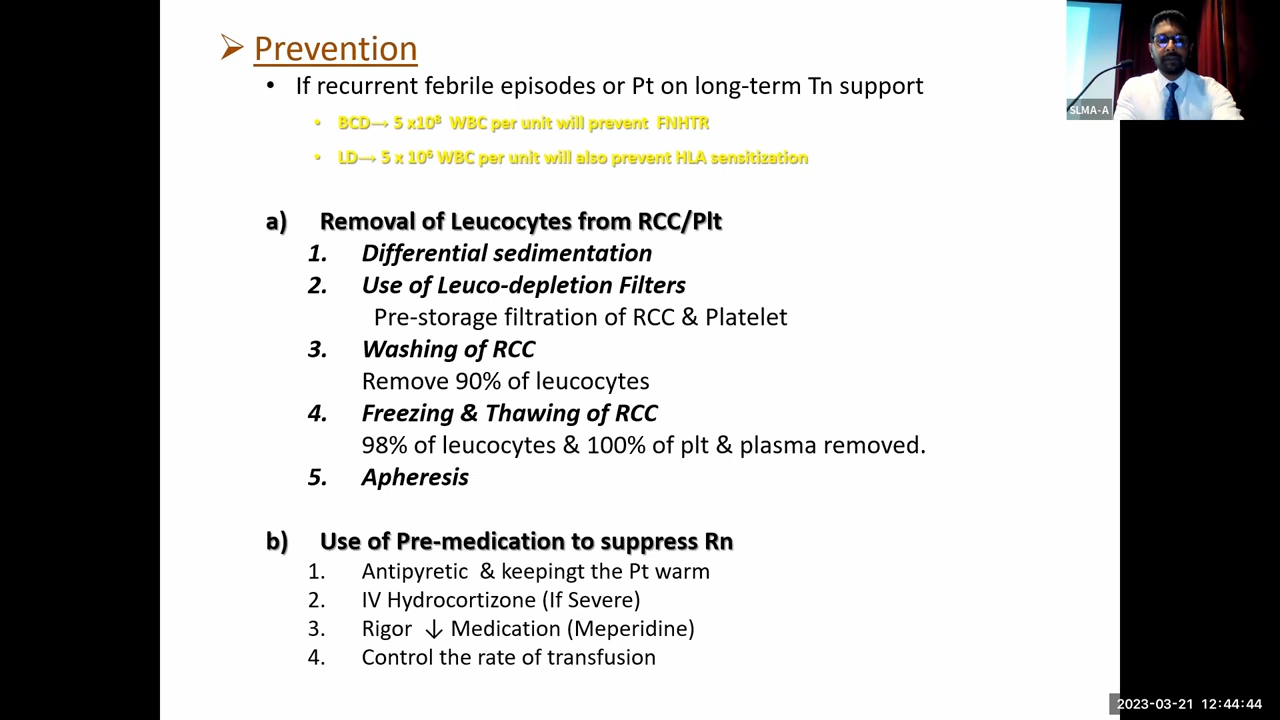 ➢ Prevention
• If recurrent febrile episodes or Pt on long-term Tn support
• BCD→ 5 x10⁸ WBC per unit will prevent FNHTR
• LD→ 5 x 10⁶ WBC per unit will also prevent HLA sensitization
a) Removal of Leucocytes from RCC/Plt
1. Differential sedimentation
2. Use of Leuco-depletion Filters
Pre-storage filtration of RCC & Platelet
3. Washing of RCC
Remove 90% of leucocytes
4. Freezing & Thawing of RCC
98% of leucocytes & 100% of plt & plasma removed.
5. Apheresis
b) Use of Pre-medication to suppress Rn
1. Antipyretic & keepingt the Pt warm
2. IV Hydrocortizone (If Severe)
3. Rigor ↓ Medication (Meperidine)
4. Control the rate of transfusion
SLMA-A
2023-03-21 12:44:44